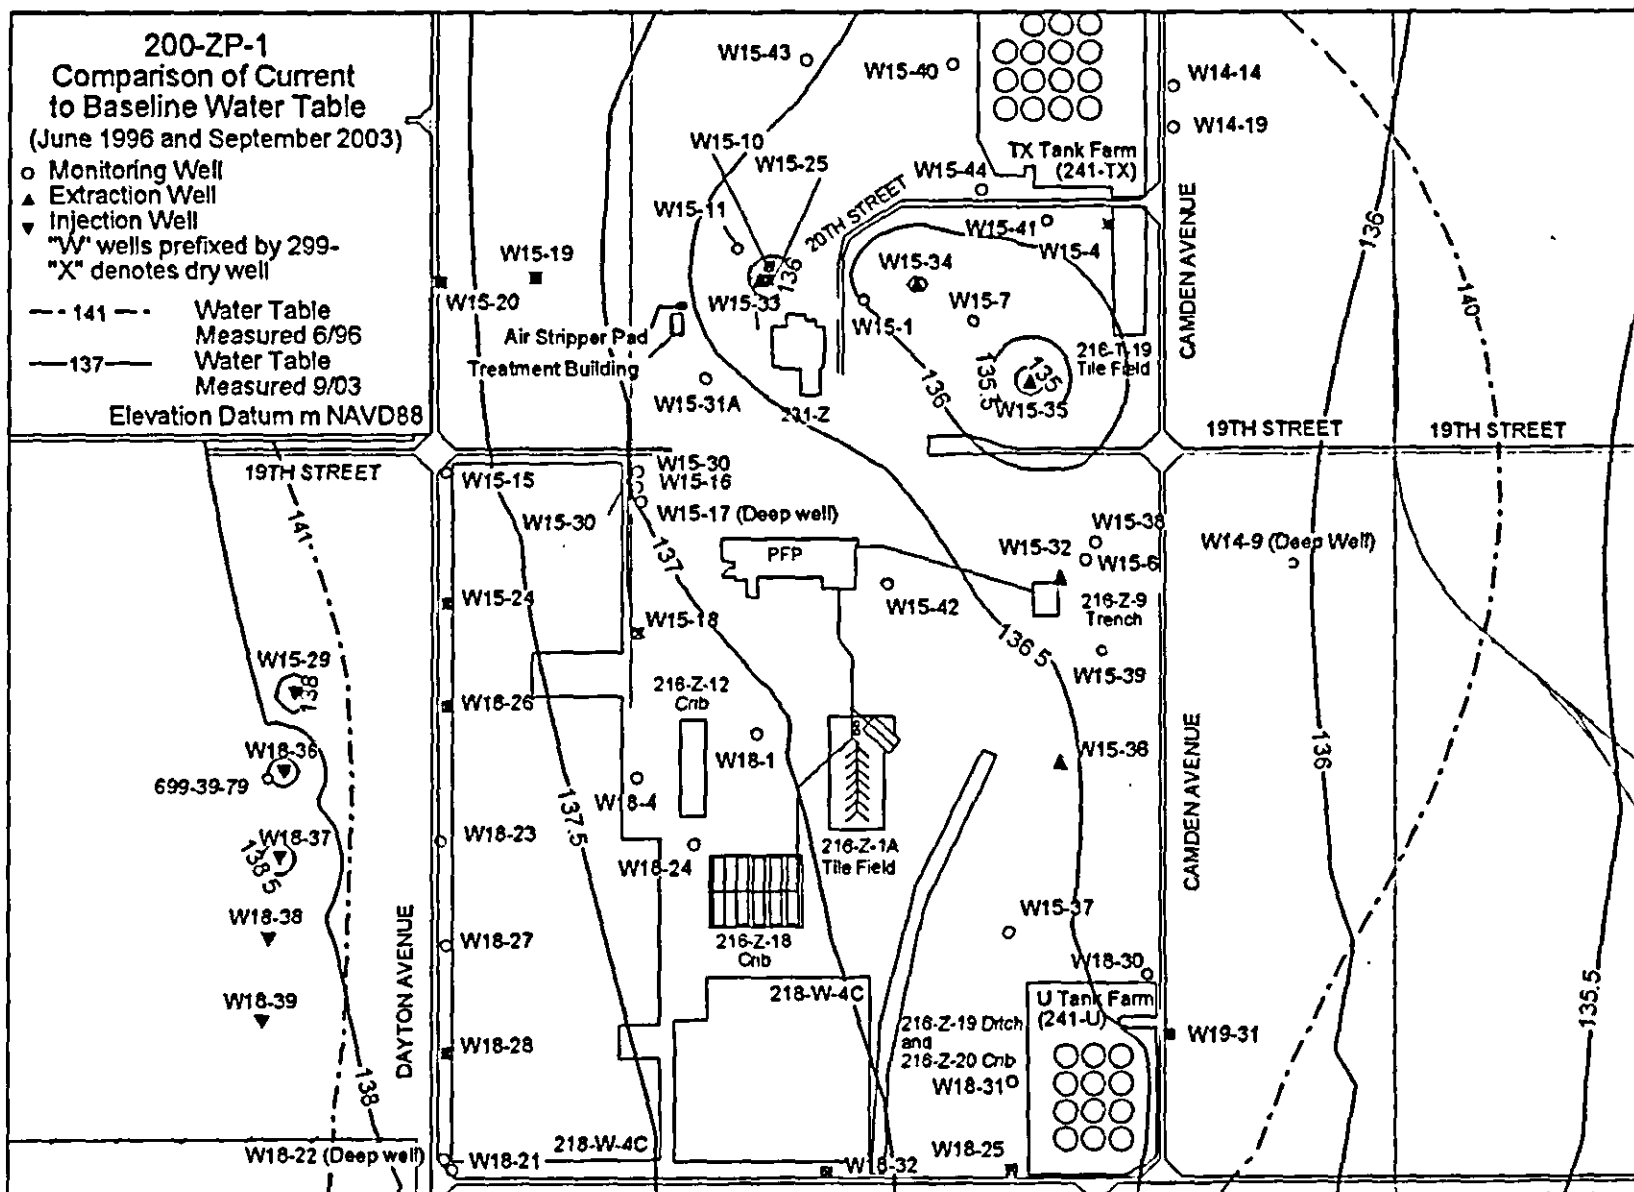 200-ZP-1
Comparison of Current
to Baseline Water Table
(June 1996 and September 2003)
Monitoring Well
Extraction Well
Injection Well
"W" wells prefixed by 299-
"X" denotes dry well
141 Water Table
Measured 6/96
137 Water Table
Measured 9/03
Elevation Datum m NAVD88
W15-43
W15-40
W14-14
W14-19
TX Tank Farm
(241-TX)
W15-10
W15-25
W15-44
W15-11
20TH STREET
W15-41
W15-4
CAMDEN AVENUE
136
W15-19
W15-20
W15-33
136
W15-34
W15-7
W15-1
140
Air Stripper Pad
Treatment Building
216-T-19
Tile Field
135
135.5
W15-35
136
W15-31A
231-Z
19TH STREET
19TH STREET
19TH STREET
141
W15-15
W15-30
W15-16
W15-17 (Deep well)
W15-30
137
PFP
W15-38
W15-32
W15-6
W14-9 (Deep Well)
W15-24
W15-18
W15-42
216-Z-9
Trench
136.5
W15-39
W15-29
138
W18-26
216-Z-12
Crib
W18-1
W15-36
136
W18-36
699-39-79
W18-4
137.5
W18-37
138.5
W18-23
W18-24
216-Z-1A
Tile Field
CAMDEN AVENUE
W18-38
W18-27
216-Z-18
Crib
W15-37
W18-30
DAYTON AVENUE
W18-39
218-W-4C
U Tank Farm
(241-U)
216-Z-19 Ditch
and
216-Z-20 Crib
W19-31
135.5
W18-28
W18-31
138
218-W-4C
W18-22 (Deep well)
W18-21
W18-32
W18-25